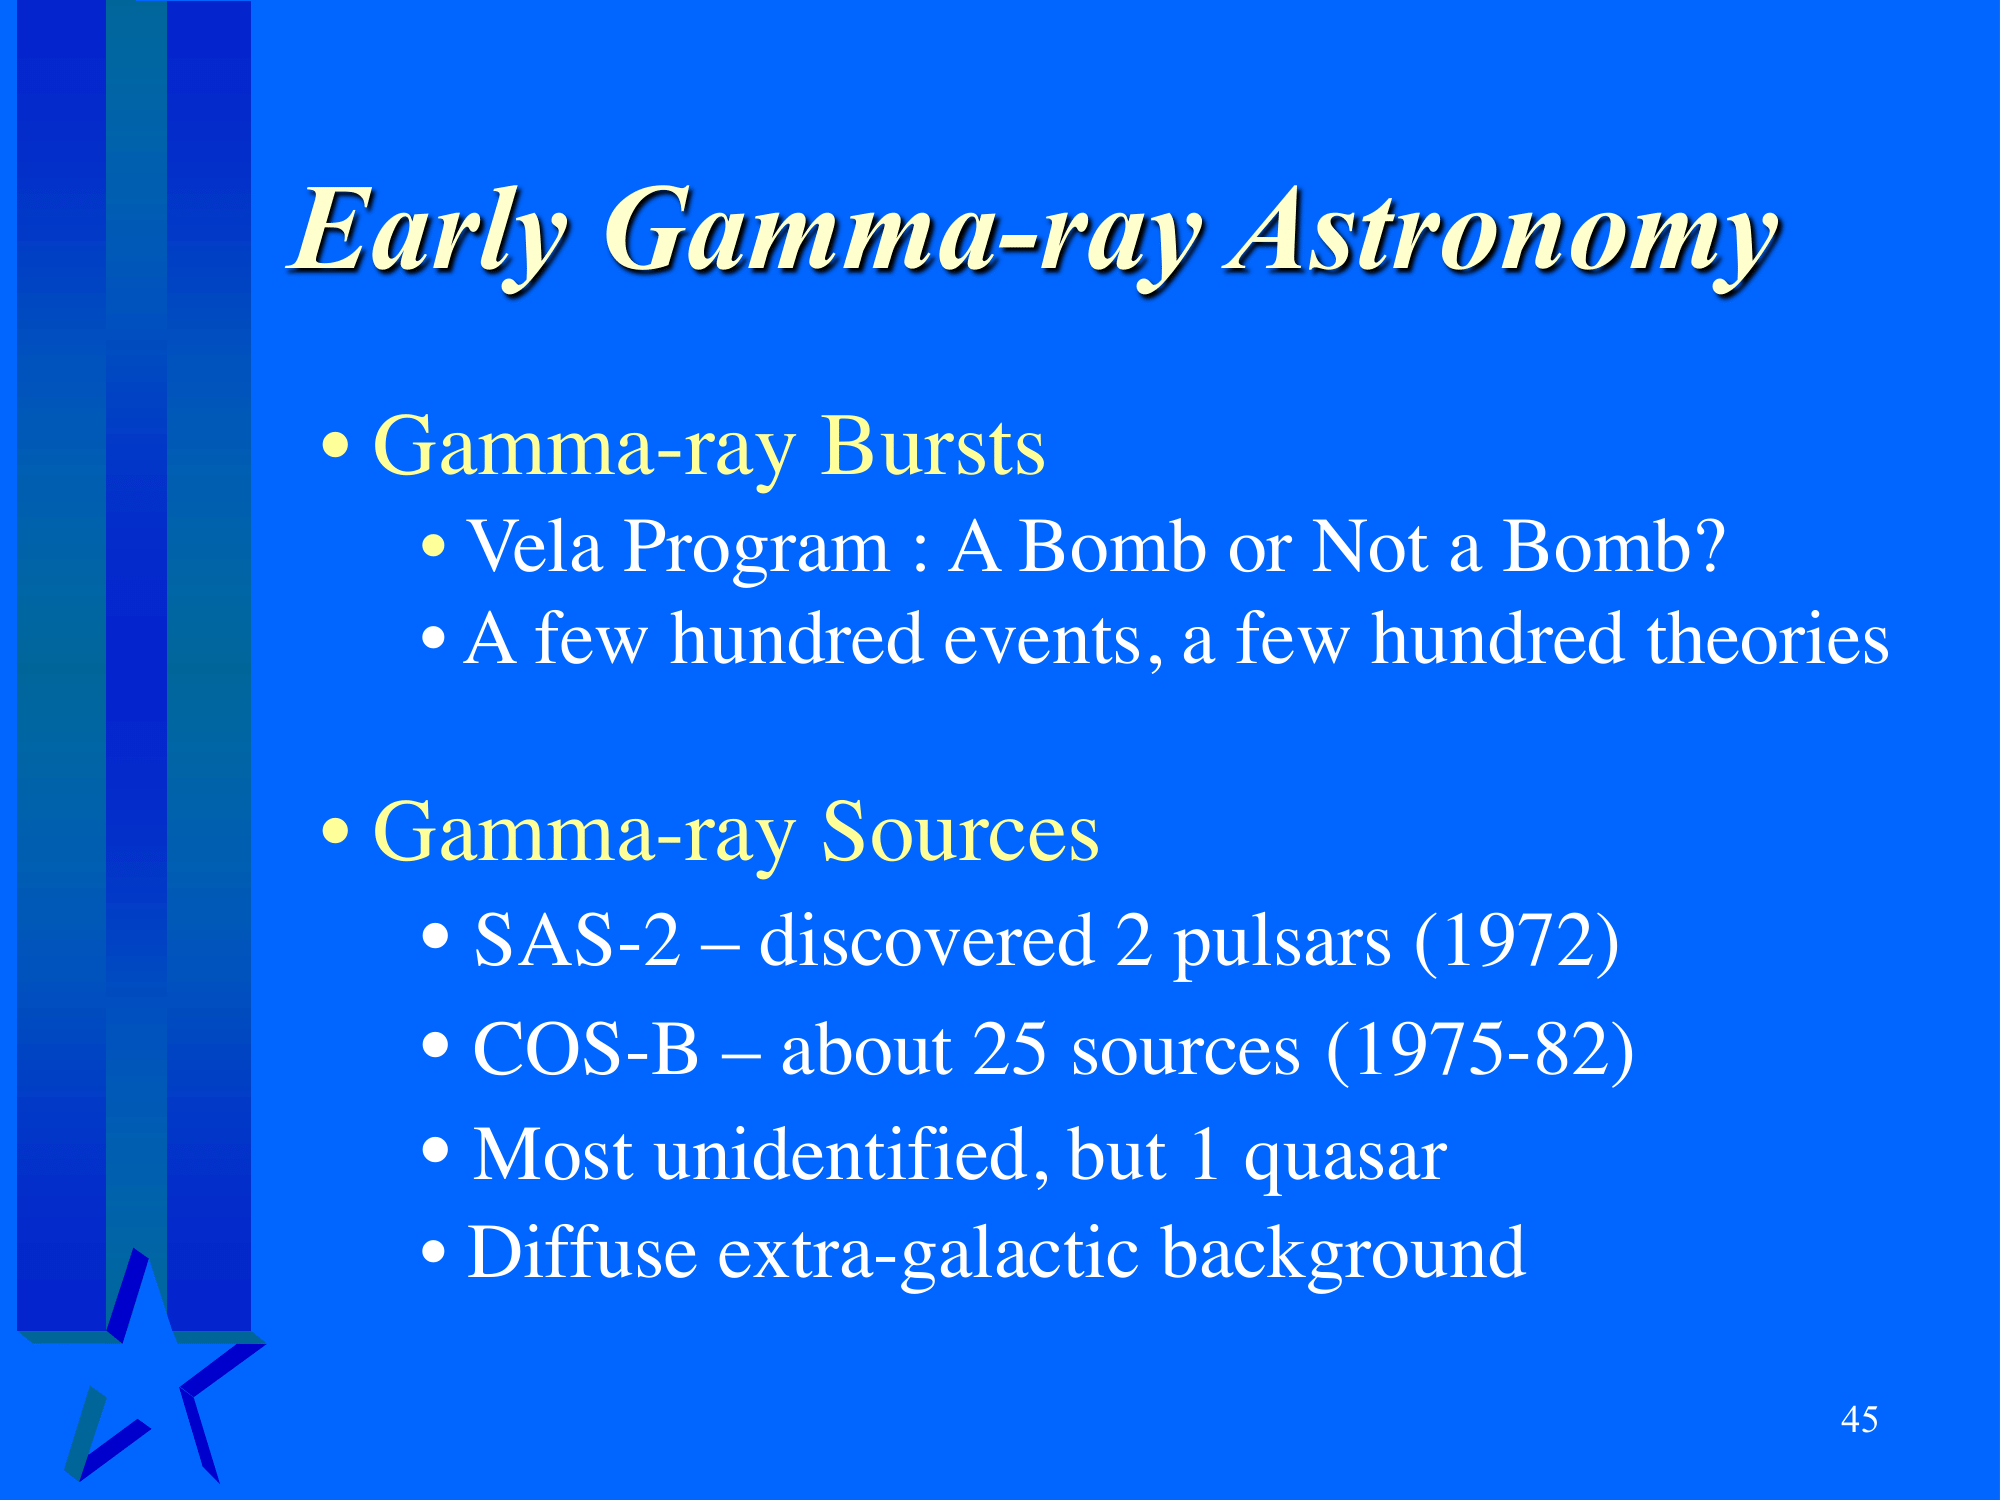 Early Gamma-ray Astronomy
• Gamma-ray Bursts
• Vela Program : A Bomb or Not a Bomb?
• A few hundred events, a few hundred theories
• Gamma-ray Sources
• SAS-2 – discovered 2 pulsars (1972)
• COS-B – about 25 sources (1975-82)
• Most unidentified, but 1 quasar
• Diffuse extra-galactic background
45